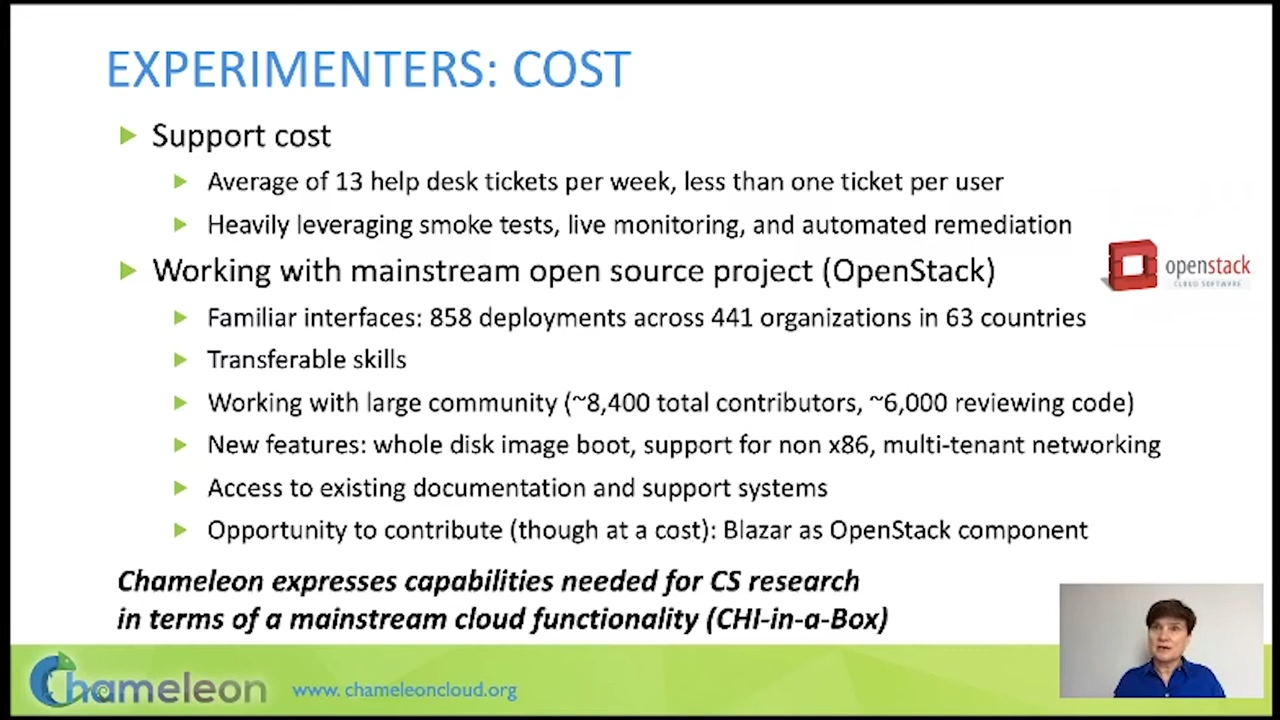 EXPERIMENTERS: COST
Support cost
Average of 13 help desk tickets per week, less than one ticket per user
Heavily leveraging smoke tests, live monitoring, and automated remediation
Working with mainstream open source project (OpenStack)
openstack
CLOUD SOFTWARE
Familiar interfaces: 858 deployments across 441 organizations in 63 countries
Transferable skills
Working with large community (~8,400 total contributors, ~6,000 reviewing code)
New features: whole disk image boot, support for non x86, multi-tenant networking
Access to existing documentation and support systems
Opportunity to contribute (though at a cost): Blazar as OpenStack component
Chameleon expresses capabilities needed for CS research
in terms of a mainstream cloud functionality (CHI-in-a-Box)
Chameleon
www. chameleoncloud.org